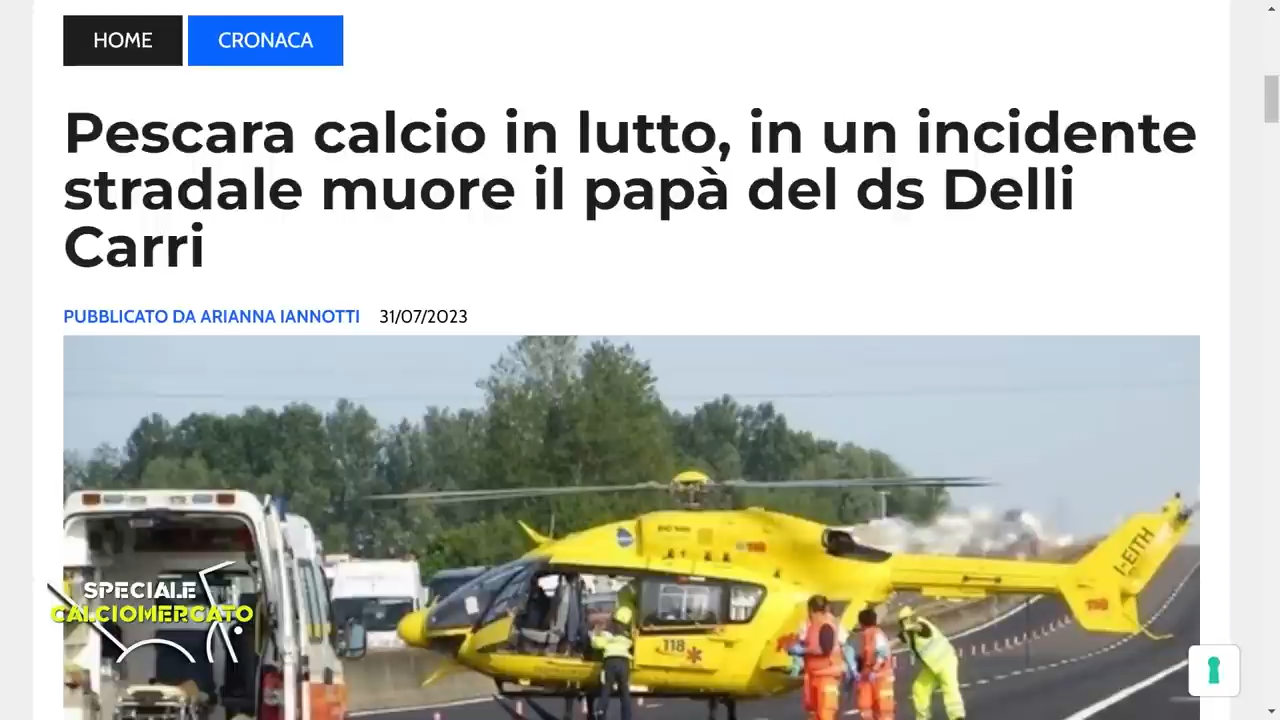 HOME CRONACA
Pescara calcio in lutto, in un incidente
stradale muore il papà del ds Delli
Carri
PUBBLICATO DA ARIANNA IANNOTTI 31/07/2023
I-EITH
118
118
SPECIALE
CALCIOMERCATO